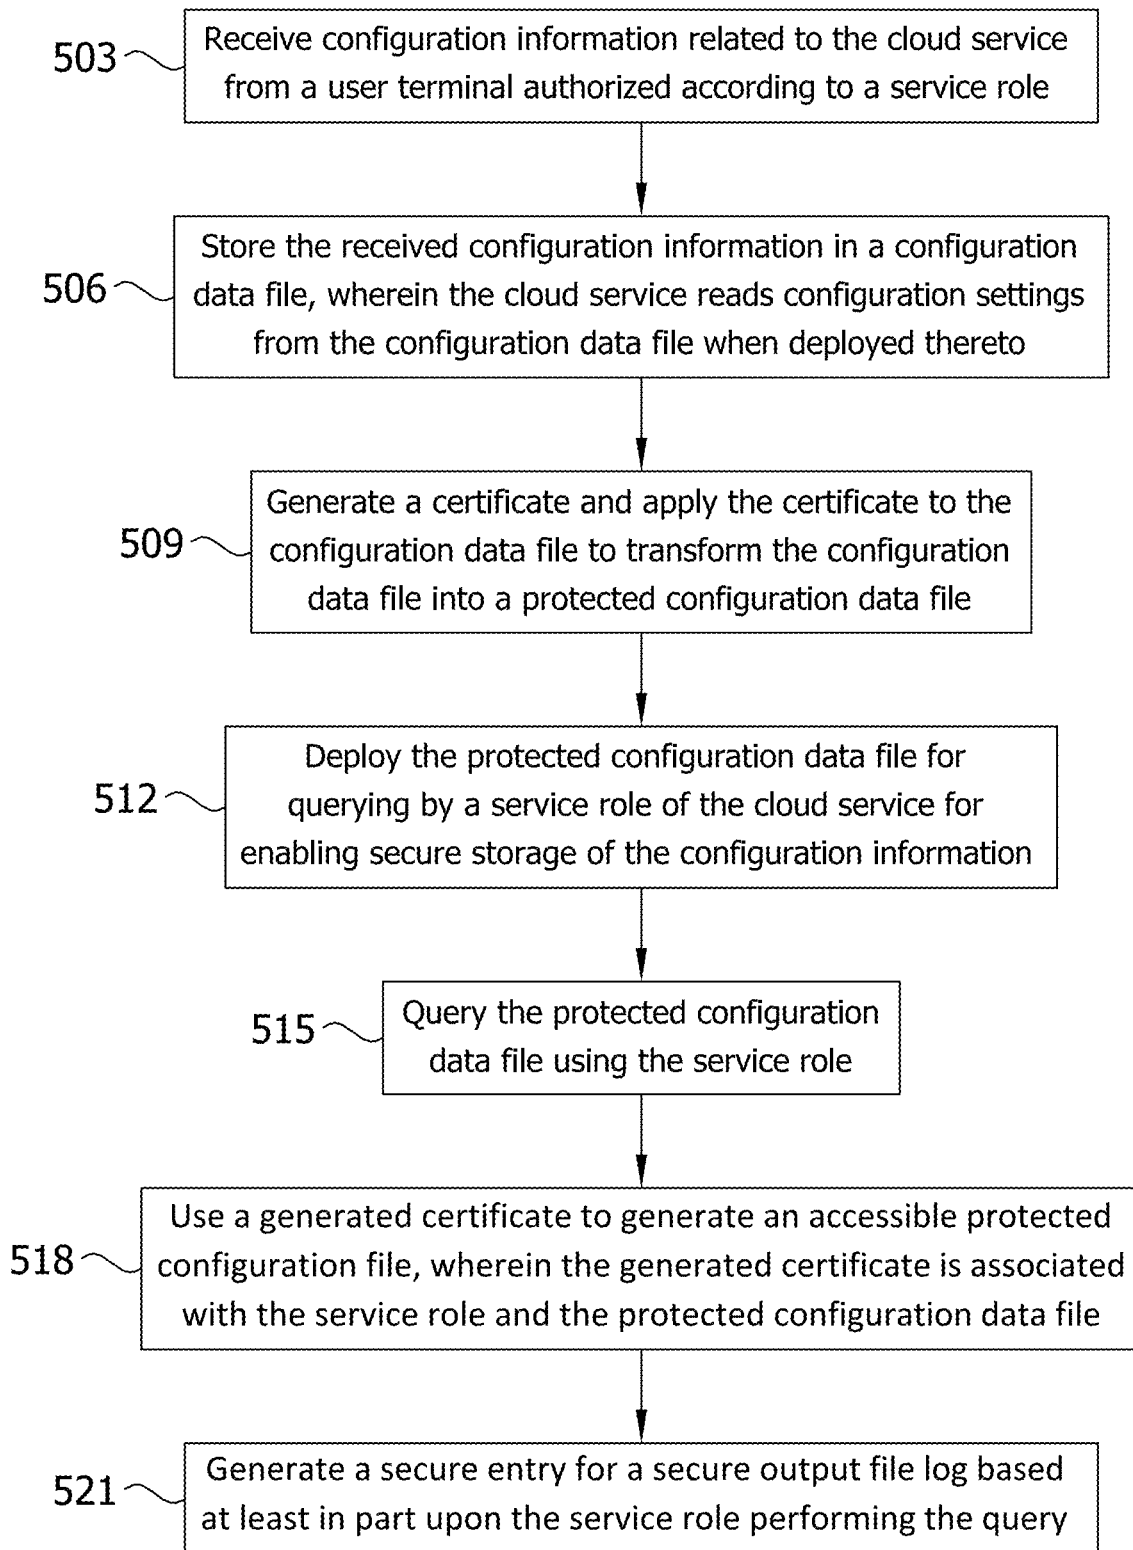 503
Receive configuration information related to the cloud service
from a user terminal authorized according to a service role
506
Store the received configuration information in a configuration
data file, wherein the cloud service reads configuration settings
from the configuration data file when deployed thereto
509
Generate a certificate and apply the certificate to the
configuration data file to transform the configuration
data file into a protected configuration data file
512
Deploy the protected configuration data file for
querying by a service role of the cloud service for
enabling secure storage of the configuration information
515
Query the protected configuration
data file using the service role
518
Use a generated certificate to generate an accessible protected
configuration file, wherein the generated certificate is associated
with the service role and the protected configuration data file
521
Generate a secure entry for a secure output file log based
at least in part upon the service role performing the query